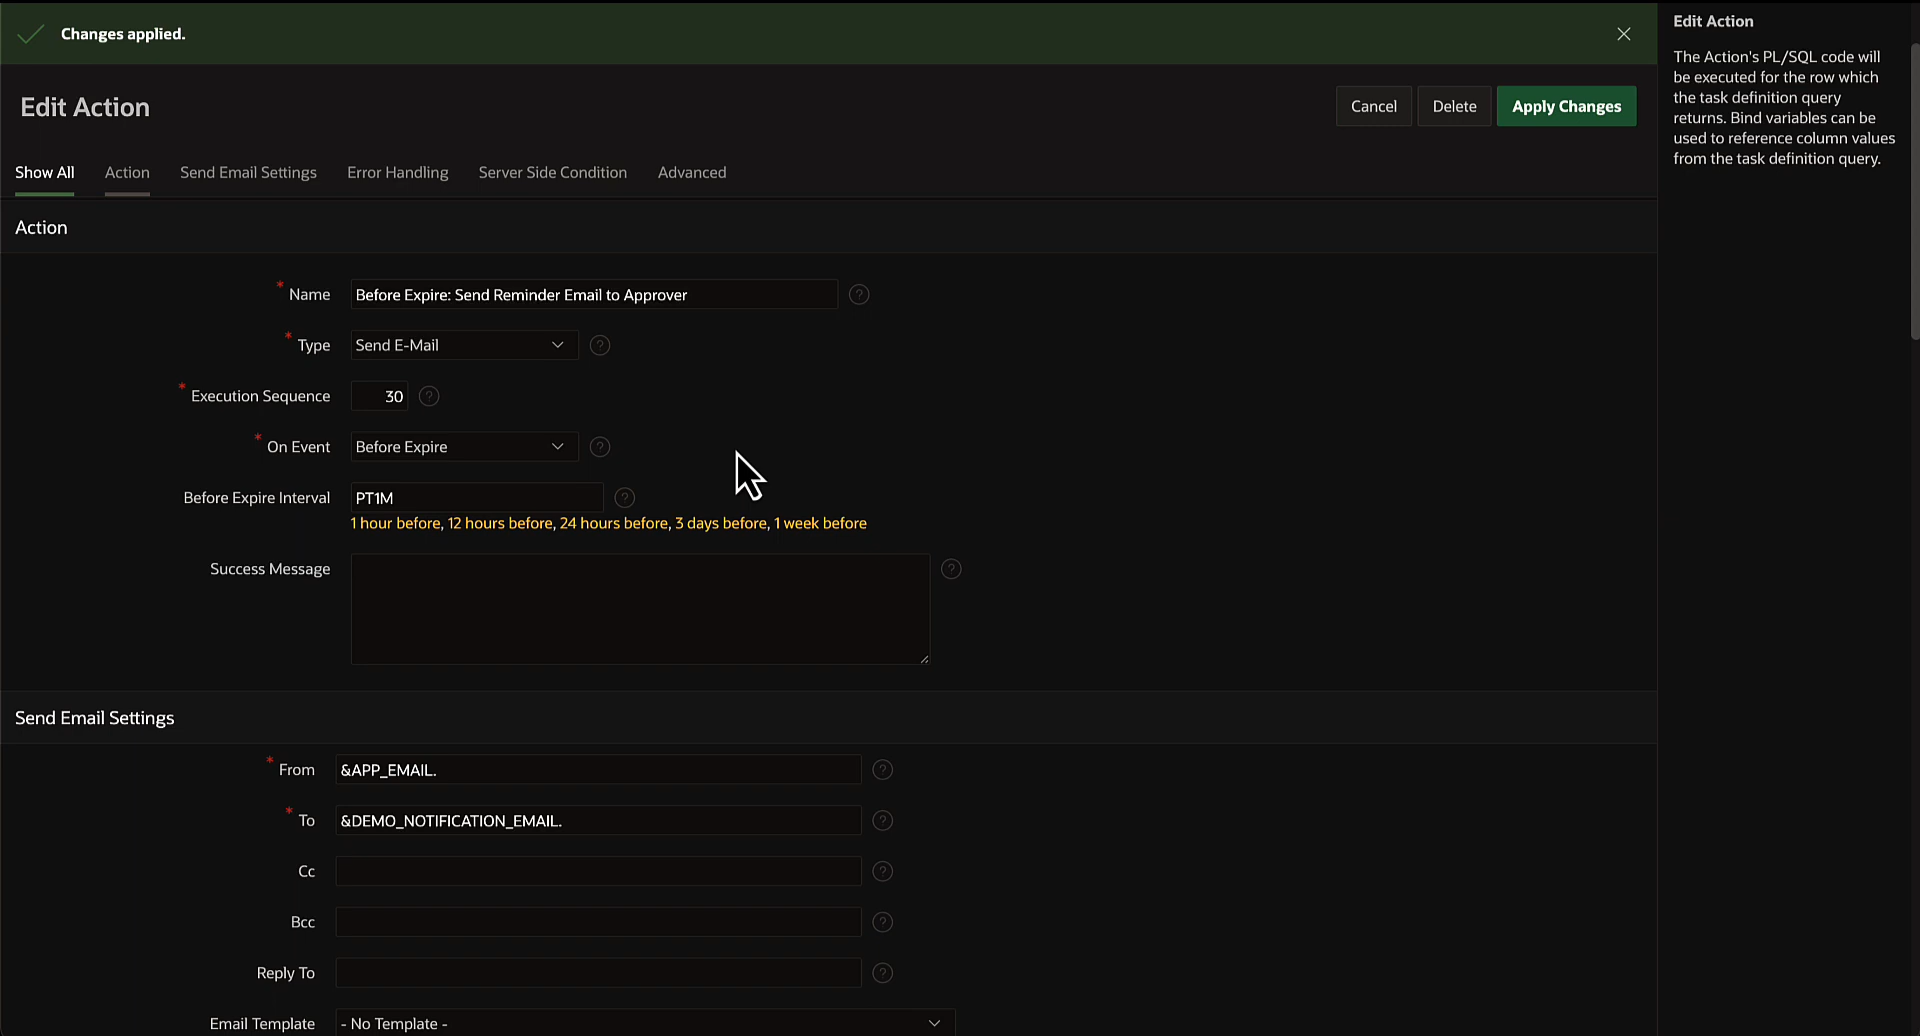 Changes applied.
Edit Action
Cancel
Delete
Apply Changes
Show All
Action
Send Email Settings
Error Handling
Server Side Condition
Advanced
Action
* Name
Before Expire: Send Reminder Email to Approver
?
* Type
Send E-Mail
?
* Execution Sequence
30
?
* On Event
Before Expire
?
Before Expire Interval
PT1M
?
1 hour before, 12 hours before, 24 hours before, 3 days before, 1 week before
Success Message
?
Send Email Settings
* From
&APP_EMAIL.
?
* To
&DEMO_NOTIFICATION_EMAIL.
?
Cc
?
Bcc
?
Reply To
?
Email Template
- No Template -
Edit Action
The Action's PL/SQL code will
be executed for the row which
the task definition query
returns. Bind variables can be
used to reference column values
from the task definition query.